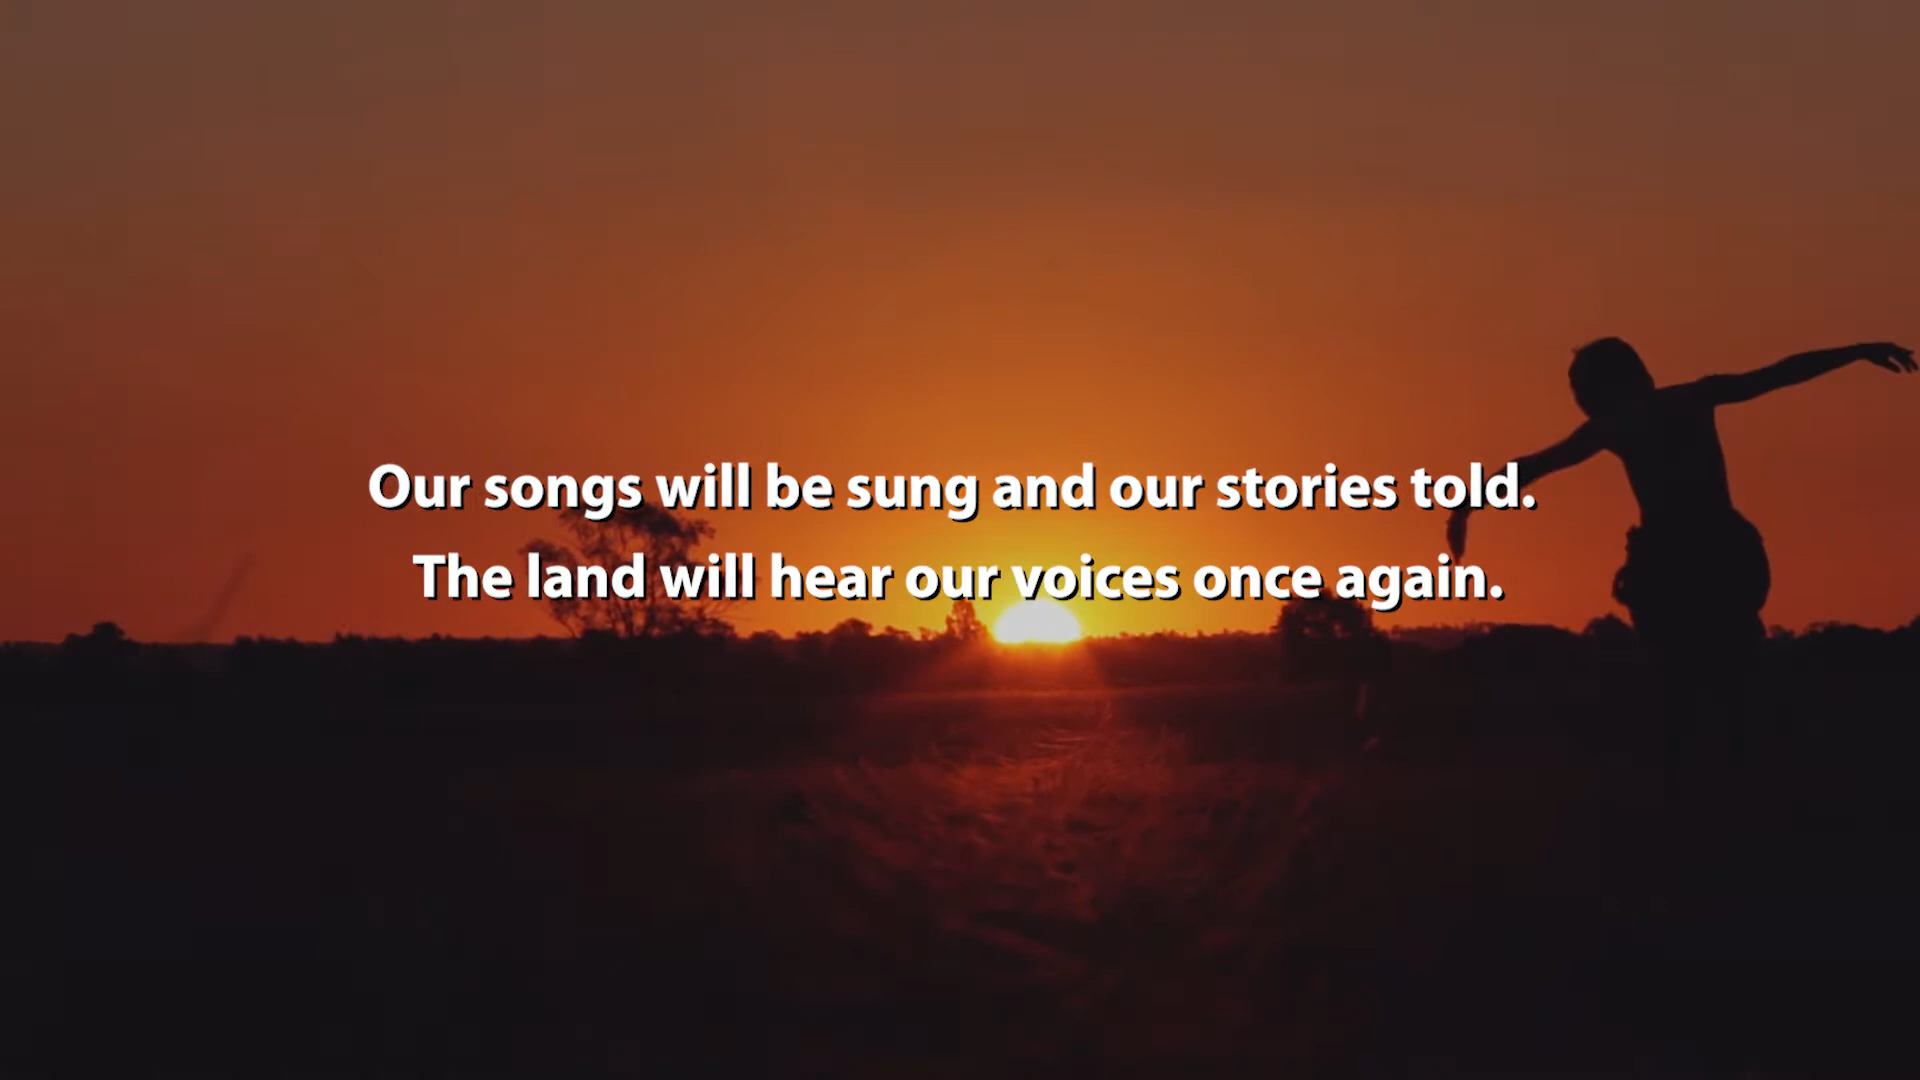 Our songs will be sung and our stories told.
The land will hear our voices once again.